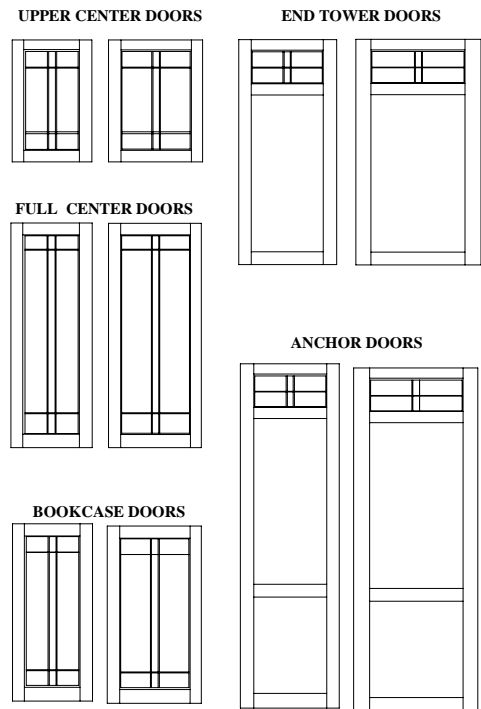 UPPER CENTER DOORS
END TOWER DOORS
FULL CENTER DOORS
ANCHOR DOORS
BOOKCASE DOORS